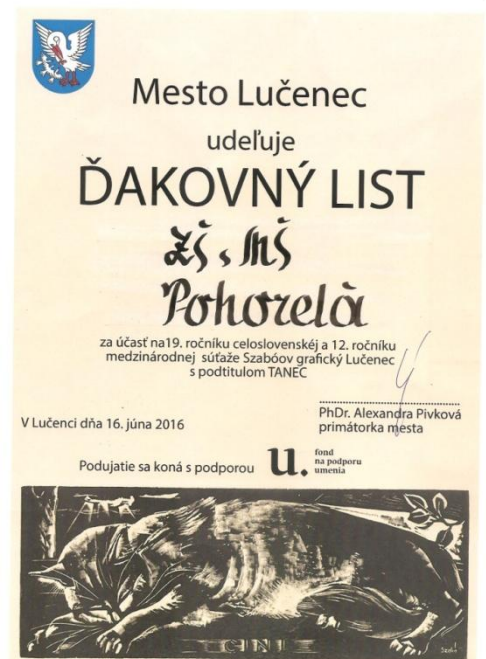 Mesto Lučenec
udeľuje
ĎAKOVNÝ LIST
ZŠ s MŠ
Pohorelá
za účasť na19. ročníku celoslovenskéj a 12. ročníku
medzinárodnej súťaže Szabóov grafický Lučenec
s podtitulom TANEC
V Lučenci dňa 16. júna 2016
PhDr. Alexandra Pivková
primátorka mesta
Podujatie sa koná s podporou
u.
fond
na podporu
umenia